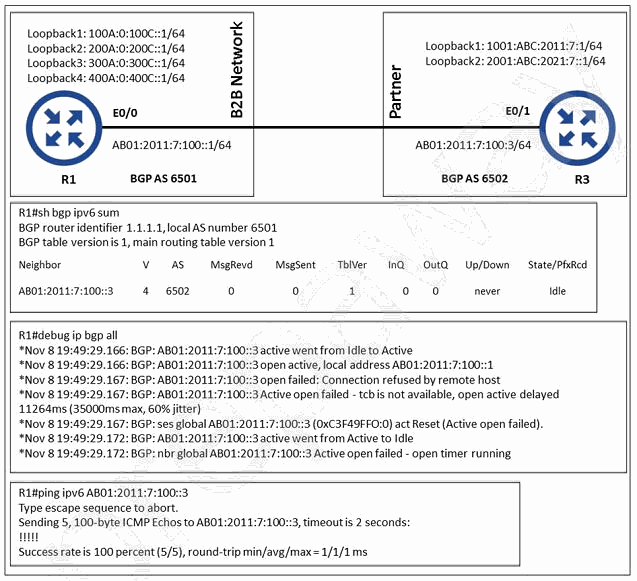 Loopback1: 100A:0:100C::1/64
Loopback2: 200A:0:200C::1/64
Loopback3: 300A:0:300C::1/64
Loopback4: 400A:0:400C::1/64
B2B Network
Partner
Loopback1: 1001:ABC:2011:7:1/64
Loopback2: 2001:ABC:2021:7::1/64
E0/0
E0/1
AB01:2011:7:100::1/64
AB01:2011:7:100:3/64
R1
BGP AS 6501
BGP AS 6502
R3
R1#sh bgp ipv6 sum
BGP router identifier 1.1.1.1, local AS number 6501
BGP table version is 1, main routing table version 1
Neighbor V AS MsgRevd MsgSent TblVer InQ OutQ Up/Down State/PfxRcd
AB01:2011:7:100::3 4 6502 0 0 1 0 0 never Idle
R1#debug ip bgp all
*Nov 8 19:49:29.166: BGP: AB01:2011:7:100::3 active went from Idle to Active
*Nov 8 19:49:29.166: BGP: AB01:2011:7:100::3 open active, local address AB01:2011:7:100::1
*Nov 8 19:49:29.167: BGP: AB01:2011:7:100::3 open failed: Connection refused by remote host
*Nov 8 19:49:29.167: BGP: AB01:2011:7:100::3 Active open failed - tcb is not available, open active delayed
11264ms (35000ms max, 60% jitter)
*Nov 8 19:49:29.167: BGP: ses global AB01:2011:7:100::3 (0xC3F49FFO:0) act Reset (Active open failed).
*Nov 8 19:49:29.172: BGP: AB01:2011:7:100::3 active went from Active to Idle
*Nov 8 19:49:29.172: BGP: nbr global AB01:2011:7:100::3 Active open failed - open timer running
R1#ping ipv6 AB01:2011:7:100::3
Type escape sequence to abort.
Sending 5, 100-byte ICMP Echos to AB01:2011:7:100::3, timeout is 2 seconds:
!!!!!
Success rate is 100 percent (5/5), round-trip min/avg/max = 1/1/1 ms